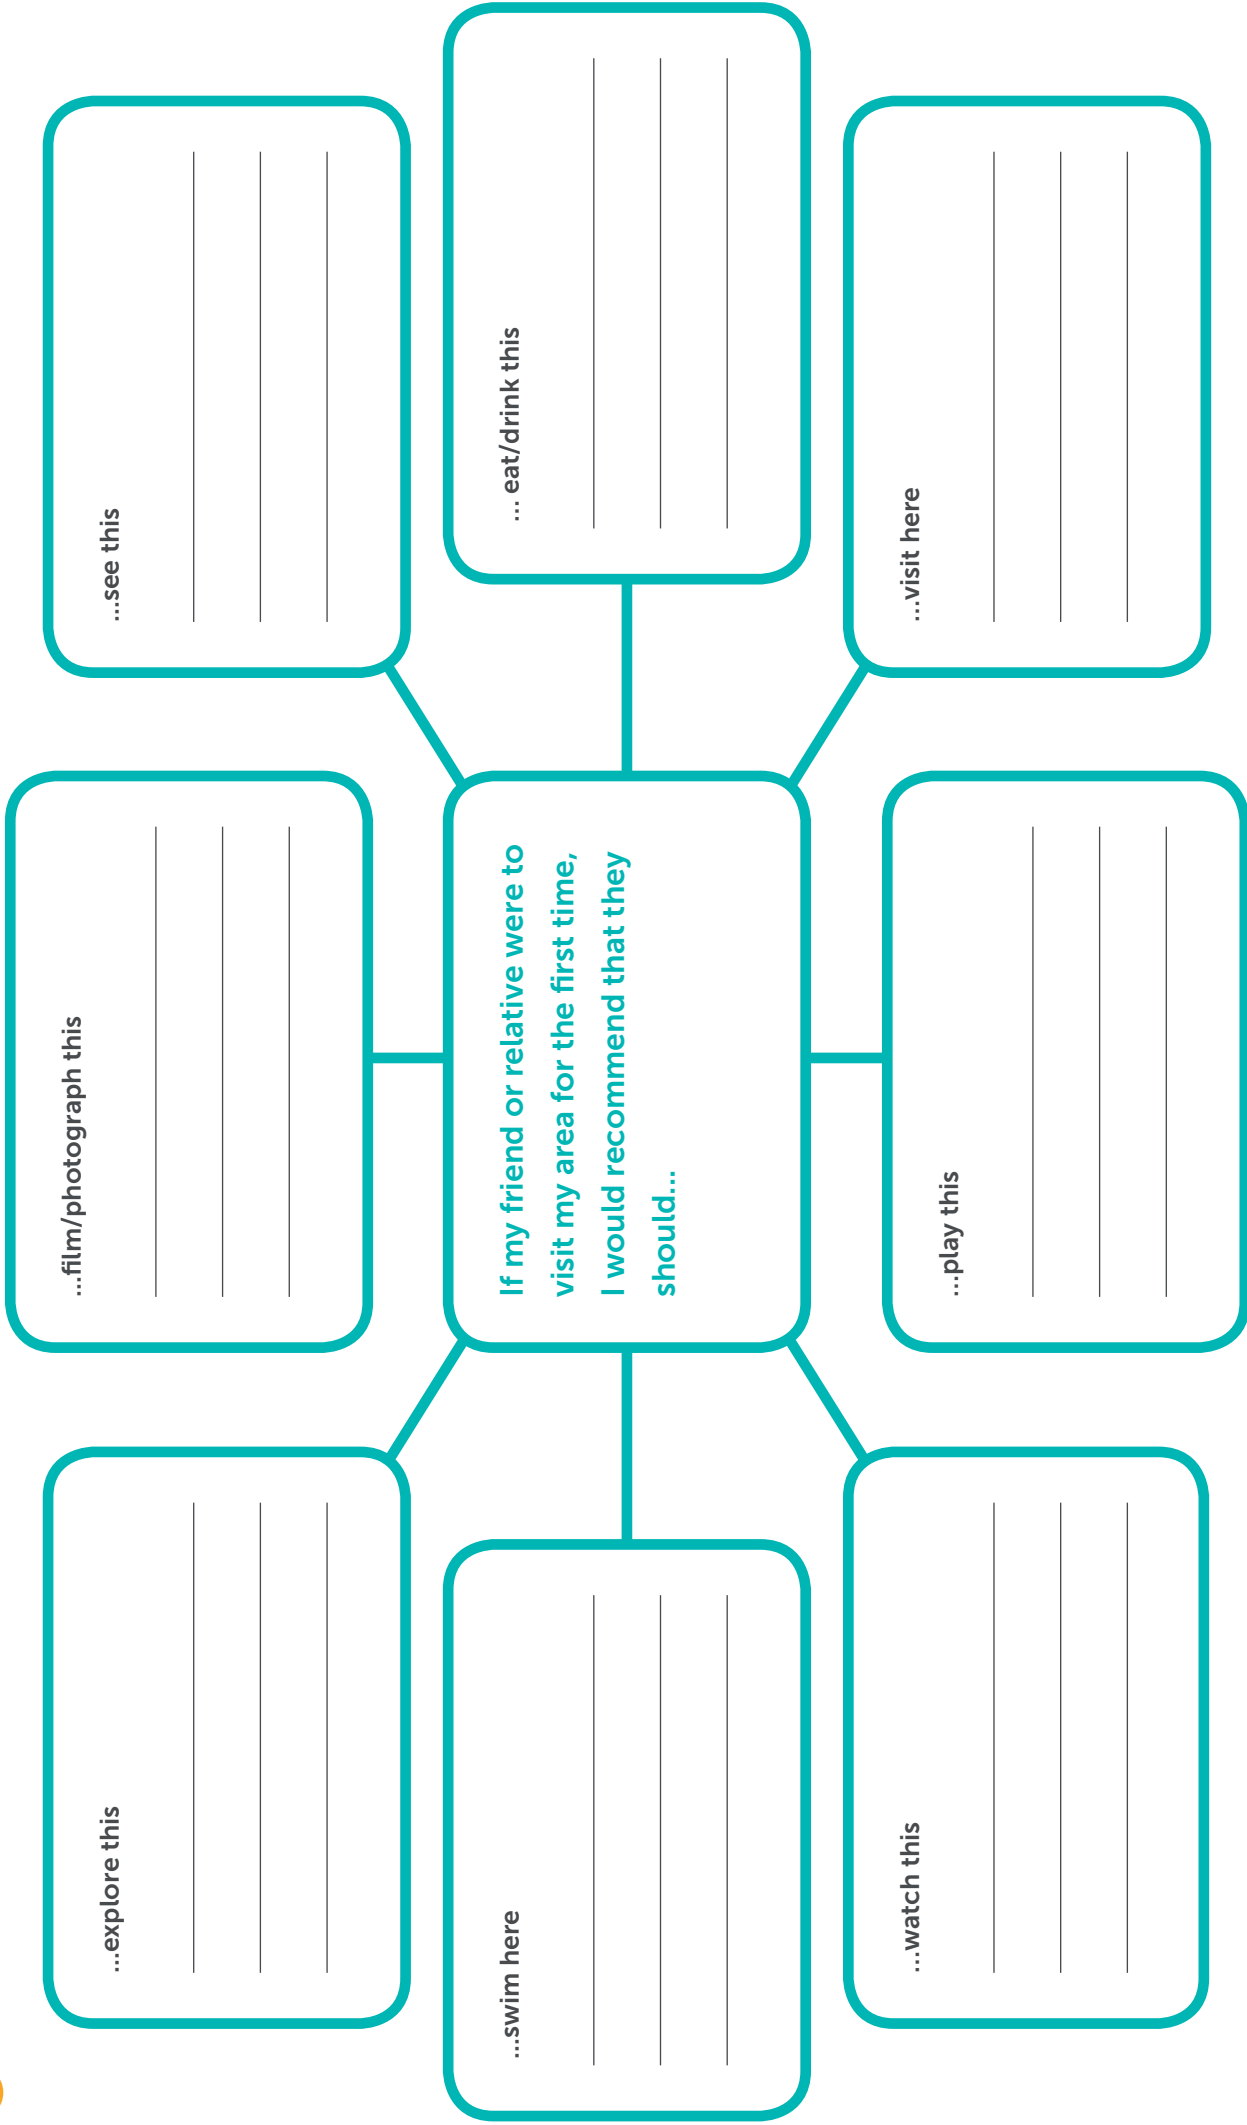 ...explore this
...film/photograph this
...see this
...swim here
If my friend or relative were to
visit my area for the first time,
I would recommend that they
should...
... eat/drink this
...watch this
...play this
...visit here